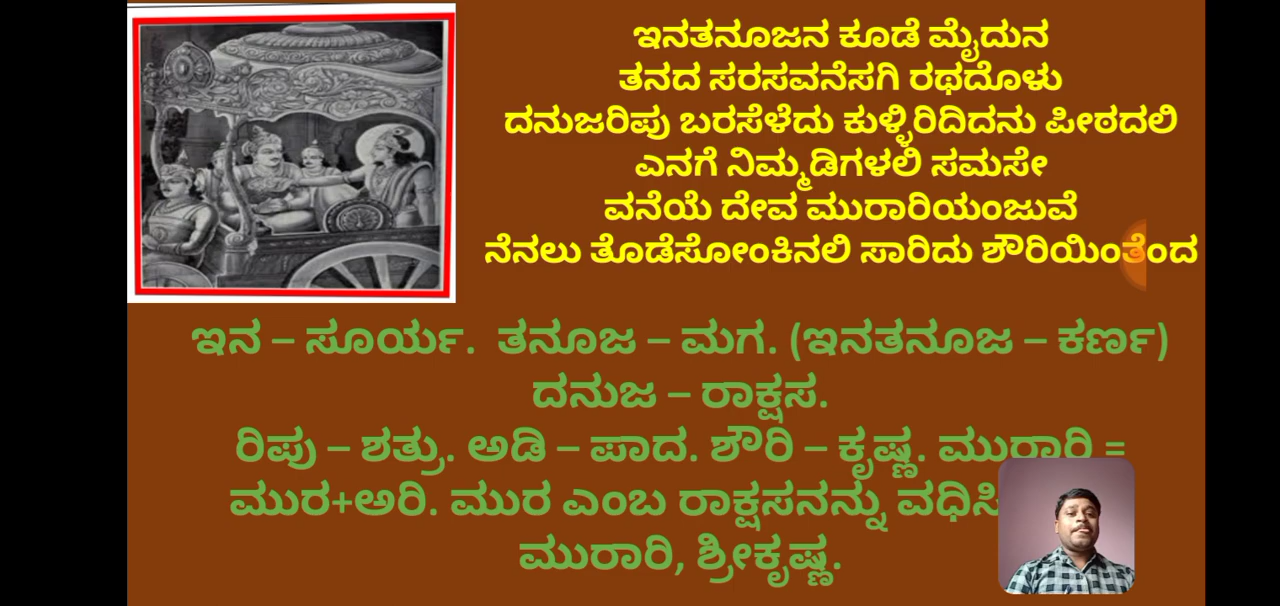 ಇನತನೂಜನ ಕೂಡೆ ಮೈದುನ
ತನದ ಸರಸವನೆಸಗಿ ರಥದೊಳು
ದನುಜರಿಪು ಬರಸೆಳೆದು ಕುಳ್ಳಿರಿದಿದನು ಪೀಠದಲಿ
ಎನಗೆ ನಿಮ್ಮಡಿಗಳಲಿ ಸಮಸೇ
ವನೆಯೆ ದೇವ ಮುರಾರಿಯಂಜುವೆ
ನೆನಲು ತೊಡೆಸೋಂಕಿನಲಿ ಸಾರಿದು ಶೌರಿಯಿಂತೆಂದ
ಇನ – ಸೂರ್ಯ. ತನೂಜ – ಮಗ. (ಇನತನೂಜ – ಕರ್ಣ)
ದನುಜ – ರಾಕ್ಷಸ.
ರಿಪು – ಶತ್ರು. ಅಡಿ – ಪಾದ. ಶೌರಿ – ಕೃಷ್ಣ. ಮುರಾರಿ =
ಮುರ+ಅರಿ. ಮುರ ಎಂಬ ರಾಕ್ಷಸನನ್ನು
ಮುರಾರಿ, ಶ್ರೀಕೃಷ್ಣ.